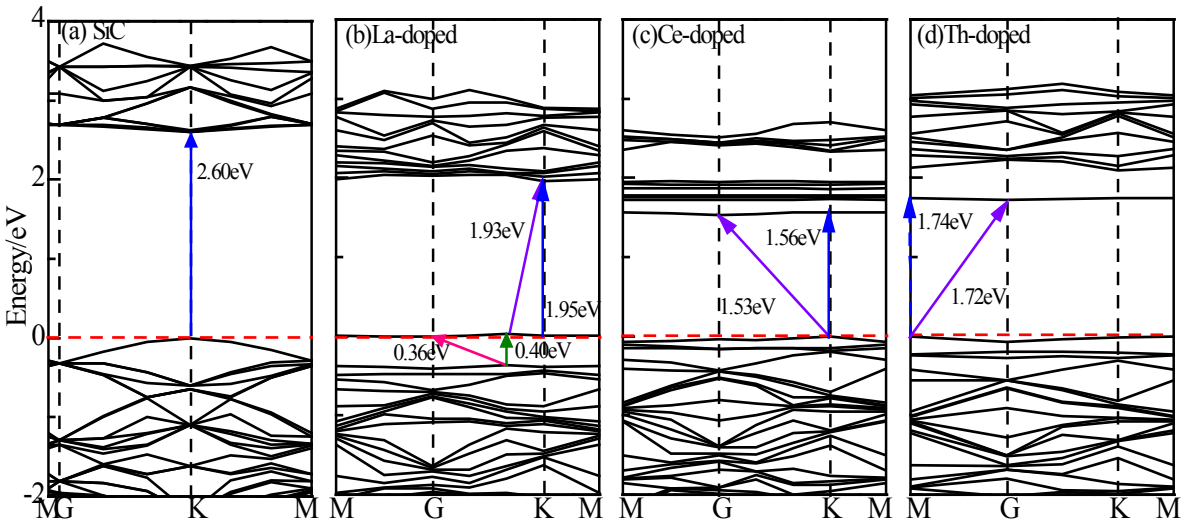 4
2
0
-2
Energy/eV
(a) SiC
(b)La-doped
(c)Ce-doped
(d)Th-doped
2.60eV
1.93eV
1.95eV
0.36eV
0.40eV
1.56eV
1.53eV
1.74eV
1.72eV
M G K M
M G K M
M G K M
M G K M